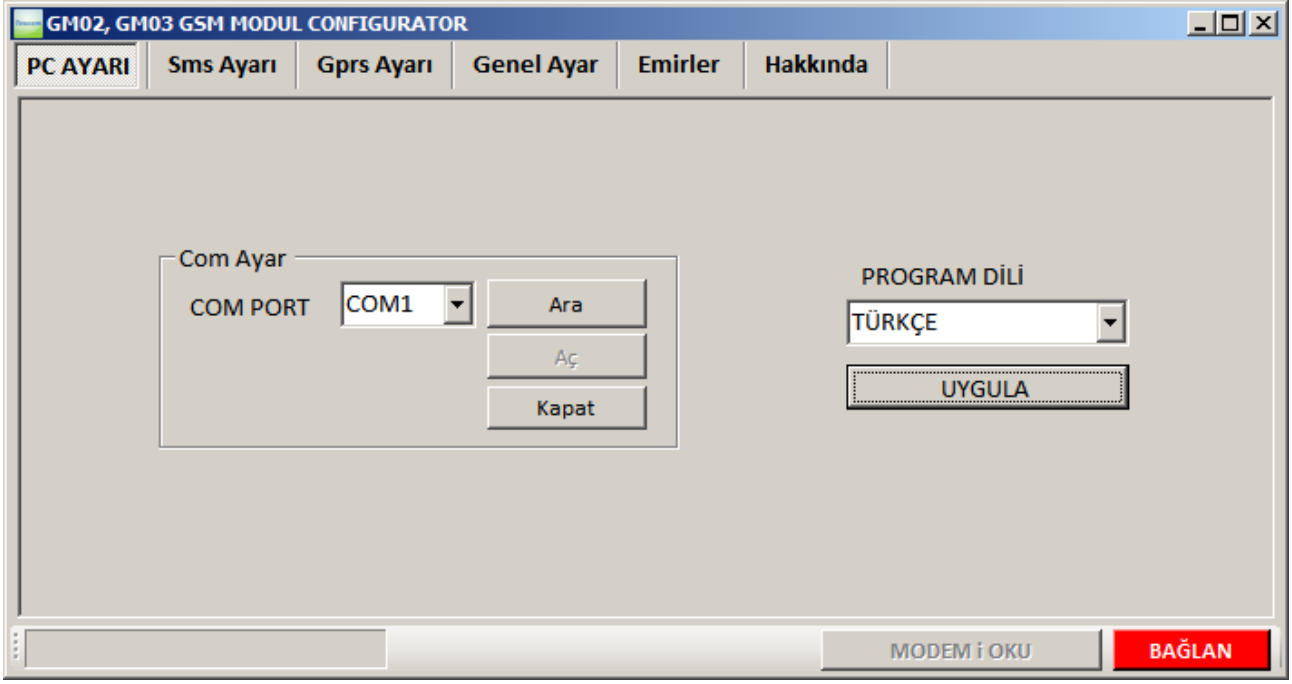 GM02, GM03 GSM MODUL CONFIGURATOR
PC AYARI Sms Ayarı Gprs Ayarı Genel Ayar Emirler Hakkında
Com Ayar
COM PORT COM1 Ara
Aç
Kapat
PROGRAM DİLİ
TÜRKÇE
UYGULA
MODEM i OKU BAĞLAN